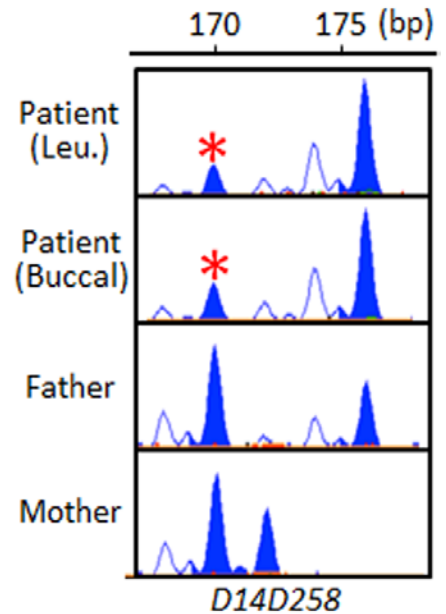 170 175 (bp)
Patient
(Leu.)
*
Patient
(Buccal)
*
Father
Mother
D14D258